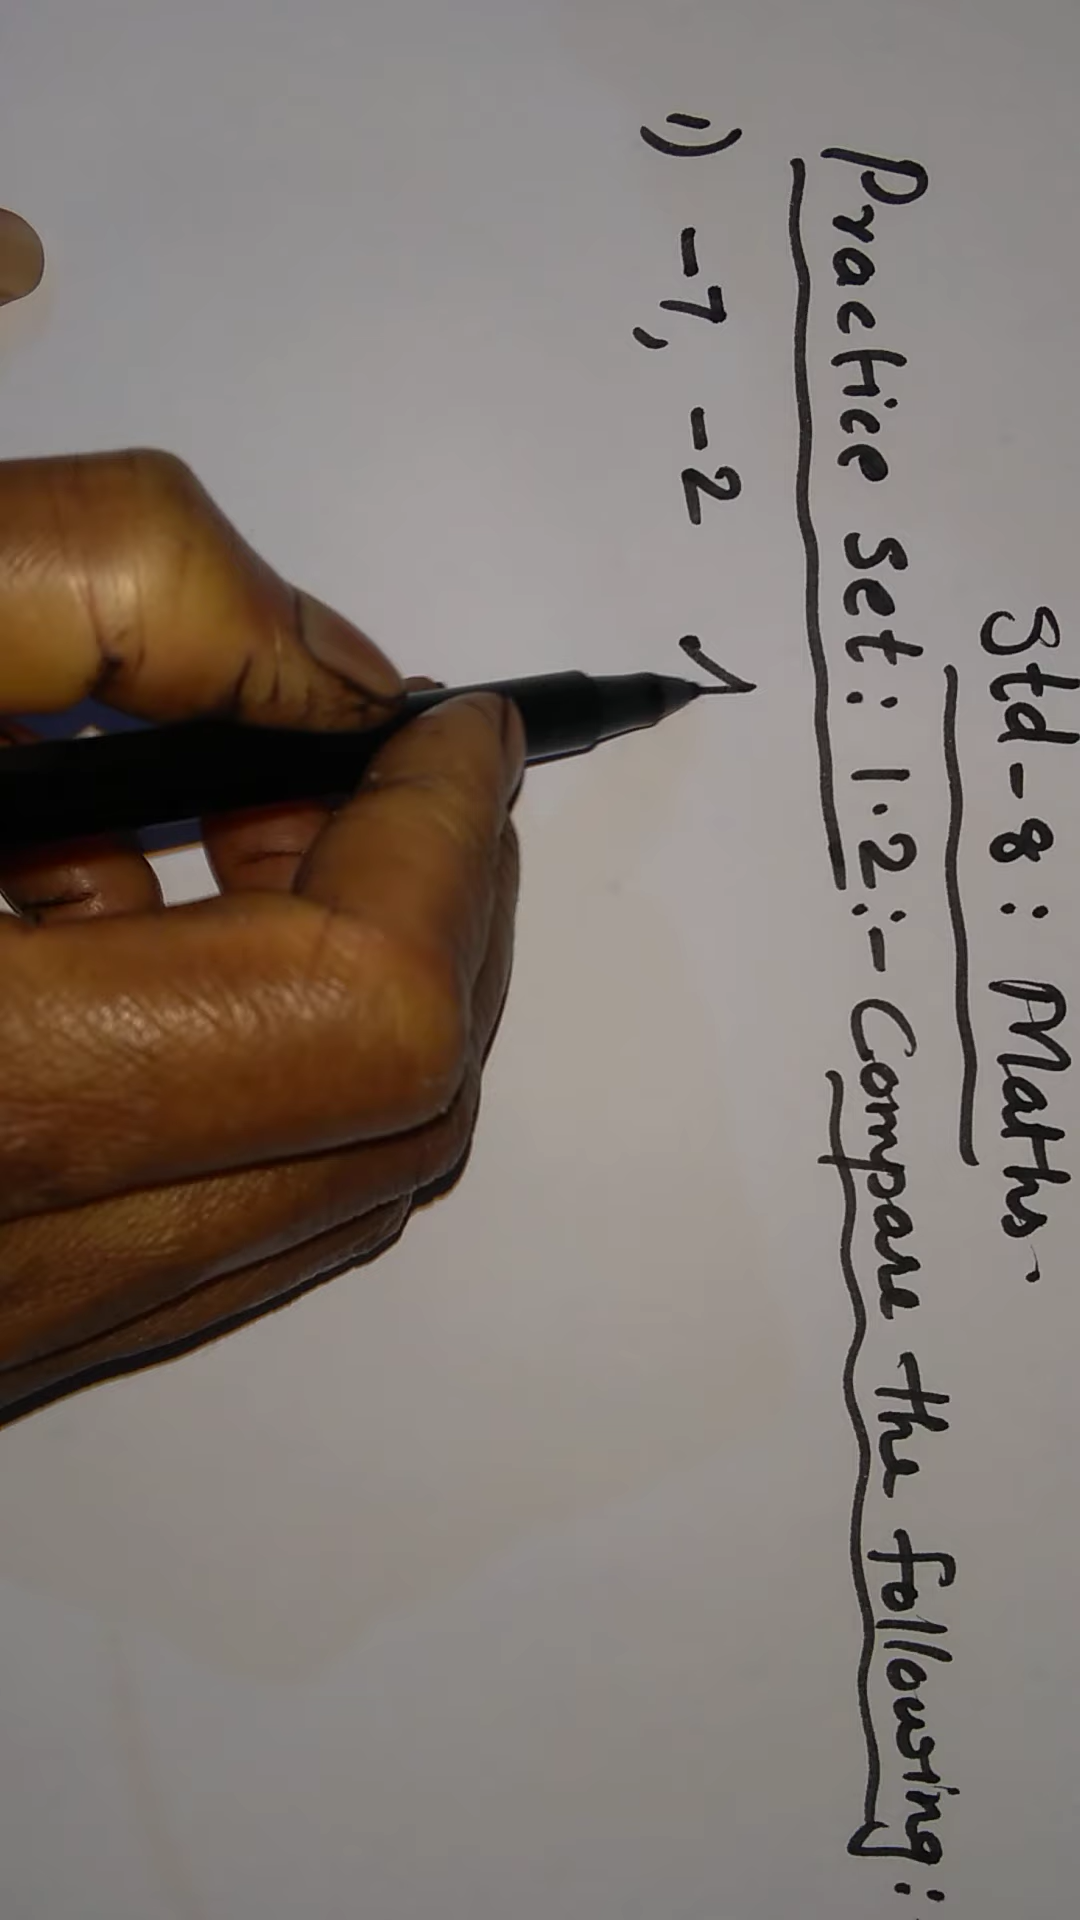 Std-8: Maths.
Practice Set: 1.2:- Compare the following:
1) -7, -2